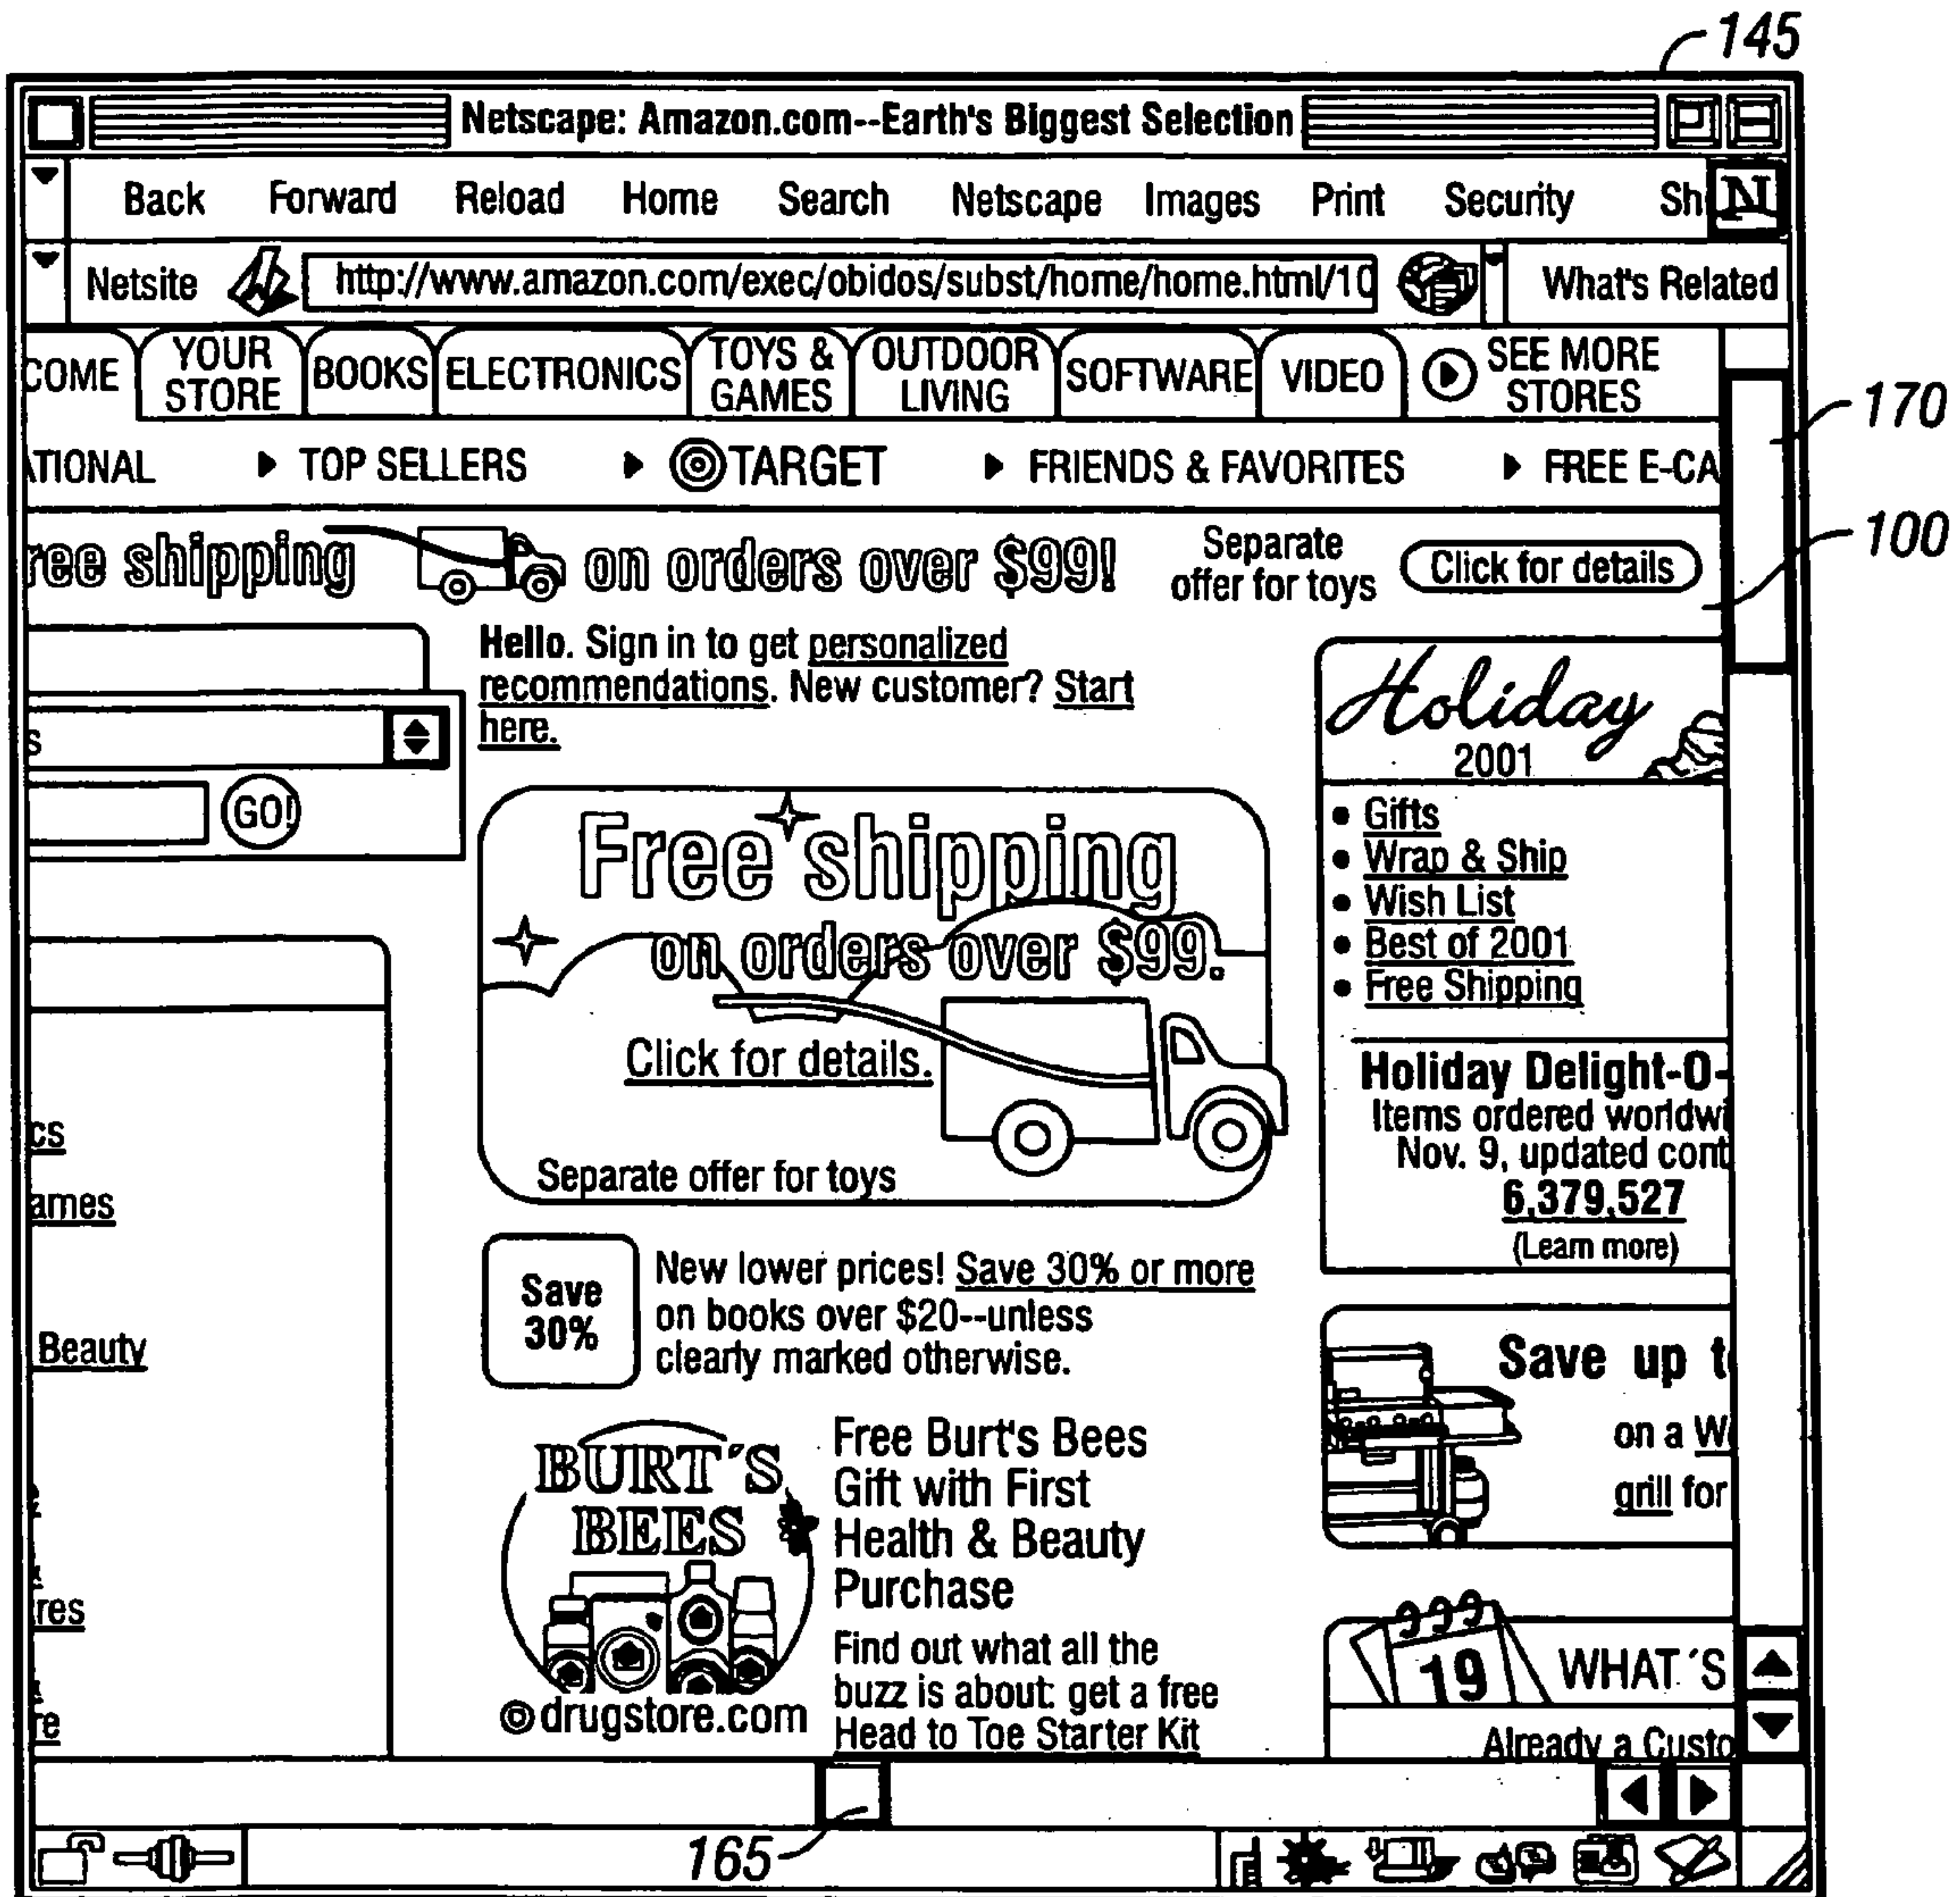 145
Netscape: Amazon.com--Earth's Biggest Selection
Back Forward Reload Home Search Netscape Images Print Security Sh N
Netsite http://www.amazon.com/exec/obidos/subst/home/home.html/10 What's Related
COME YOUR STORE BOOKS ELECTRONICS TOYS & GAMES OUTDOOR LIVING SOFTWARE VIDEO SEE MORE STORES
170
ATIONAL TOP SELLERS TARGET FRIENDS & FAVORITES FREE E-CA
100
ree shipping on orders over $99! Separate offer for toys Click for details
Hello. Sign in to get personalized
recommendations. New customer? Start
here.
s
GO!
Holiday
2001
Free shipping
on orders over $99.
Click for details.
Separate offer for toys
• Gifts
• Wrap & Ship
• Wish List
• Best of 2001
• Free Shipping
Holiday Delight-O-
Items ordered worldwi
Nov. 9, updated cont
6,379,527
(Learn more)
cs
ames
Beauty
res
re
Save
30%
New lower prices! Save 30% or more
on books over $20--unless
clearly marked otherwise.
Save up to
on a We
grill for
BURT'S
BEES
©drugstore.com
Free Burt's Bees
Gift with First
Health & Beauty
Purchase
Find out what all the
buzz is about: get a free
Head to Toe Starter Kit
19
WHAT'S
Already a Custo
165